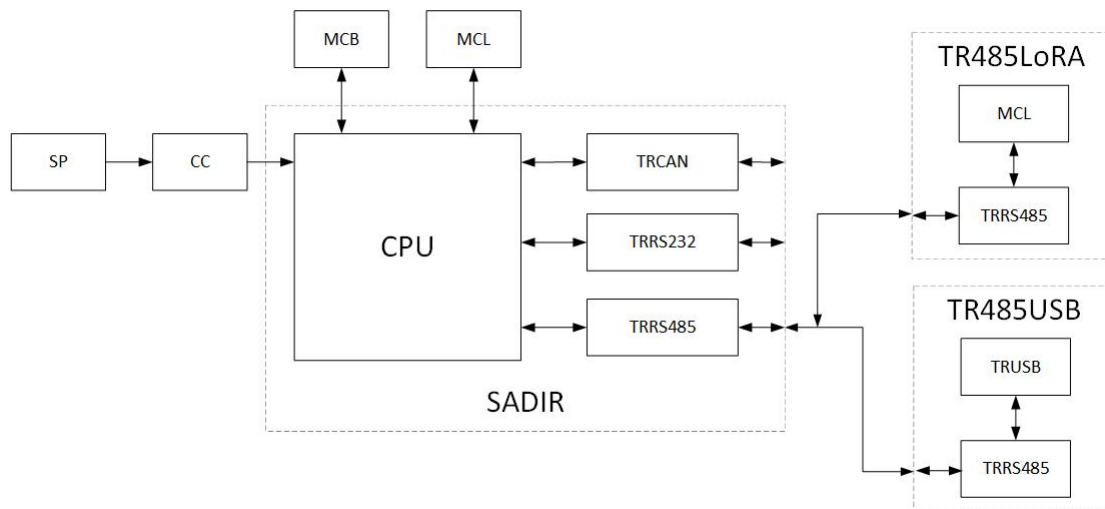 MCB
MCL
TR485LoRA
MCL
SP
CC
TRCAN
TRRS485
CPU
TRRS232
TR485USB
TRRS485
TRUSB
SADIR
TRRS485